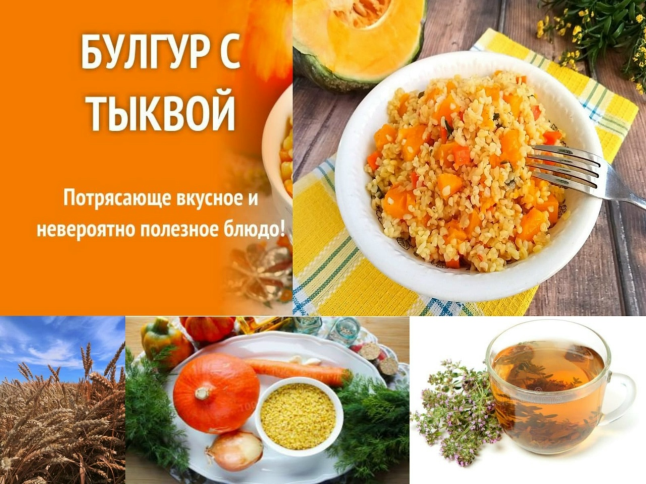 БУЛГУР С
ТЫКВОЙ
Потрясающе вкусное и
невероятно полезное блюдо!